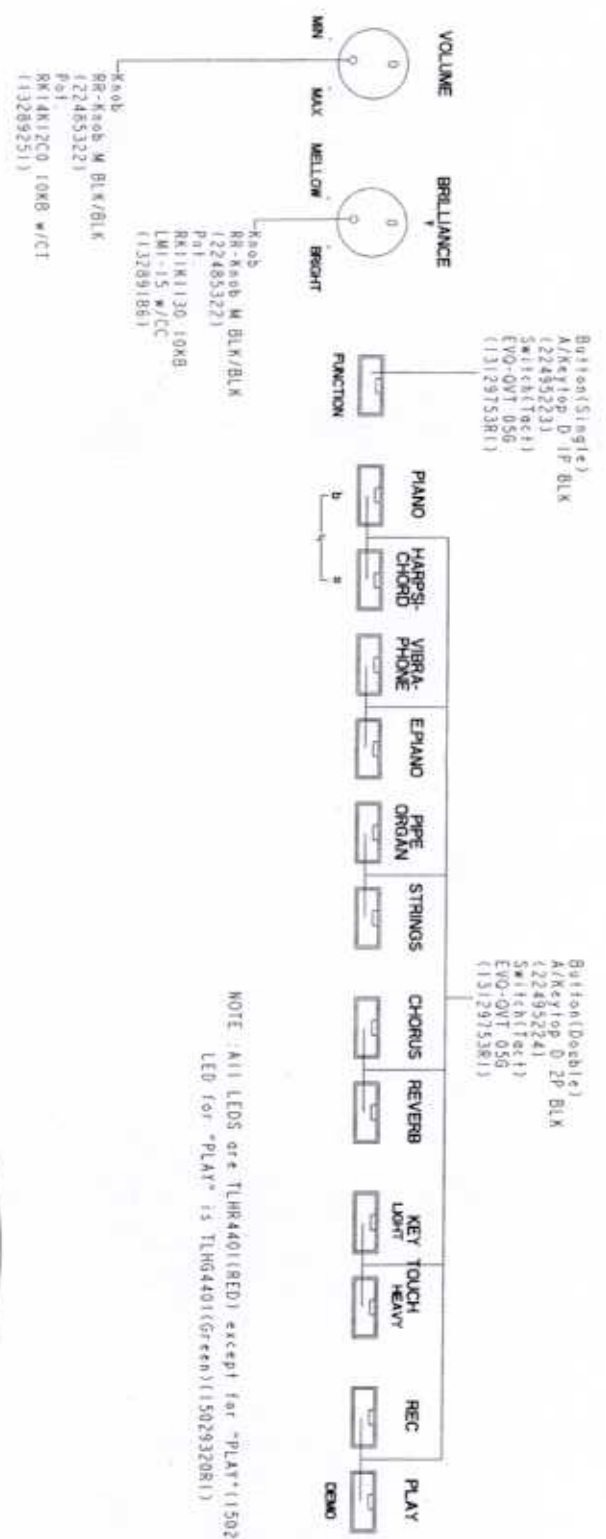 VOLUME
MIN MAX
BRILLIANCE
MELLOW BRIGHT
Knob
RR-Knob M BLK/BLK
(22485322)
Pot.
RK14K12C0 10KB w/CT
(13289251)
Knob
RR-Knob M BLK/BLK
(22485322)
Pot.
RK11K1130 10KB
LM1-15 w/CC
(13289186)
Button(Single)
A/Keytop D 1P BLK
(22495223)
Switch(Tact)
EVQ-QVT 05G
(13129753R1)
FUNCTION
Button(Double)
A/Keytop D 2P BLK
(22495224)
Switch(Tact)
EVQ-QVT 05G
(13129753R1)
PIANO
HARPSI-
CHORD
VIBRA-
PHONE
E.PIANO
PIPE
ORGAN
STRINGS
CHORUS
REVERB
KEY TOUCH
LIGHT HEAVY
REC
PLAY
DEMO
b a
NOTE : All LEDS are TLHR4401(RED) except for "PLAY"(1502
LED for "PLAY" is TLHG4401(Green)(15029320R1)